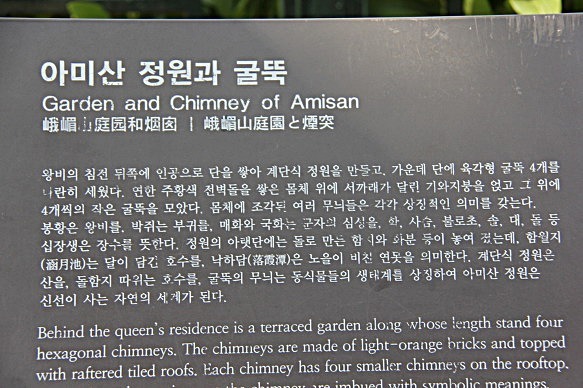 아미산 정원과 굴뚝
Garden and Chimney of Amisan
峨嵋山庭园和烟囱 | 峨嵋山庭園と煙突
왕비의 침전 뒤쪽에 인공으로 단을 쌓아 계단식 정원을 만들고, 가운데 단에 육각형 굴뚝 4개를
나란히 세웠다. 연한 주황색 전벽돌을 쌓은 몸체 위에 서까래가 달린 기와지붕을 얹고 그 위에
4개씩의 작은 굴뚝을 모았다. 몸체에 조각된 여러 무늬들은 각각 상징적인 의미를 갖는다.
봉황은 왕비를, 박쥐는 부귀를, 매화와 국화는 군자의 심성을, 학, 사슴, 불로초, 솔, 대, 돌 등
십장생은 장수를 뜻한다. 정원의 아랫단에는 돌로 만든 함지와 화분 등이 놓여 있는데, 함월지
(涵月池)는 달이 담긴 호수를, 낙하담(落霞潭)은 노을이 비친 연못을 의미한다. 계단식 정원은
산을, 돌함지 따위는 호수를, 굴뚝의 무늬는 동식물들의 생태계를 상징하여 아미산 정원은
신선이 사는 자연의 세계가 된다.
Behind the queen's residence is a terraced garden along whose length stand four
hexagonal chimneys. The chimneys are made of light-orange bricks and topped
with raftered tiled roofs. Each chimney has four smaller chimneys on the rooftop.
the chimney are imbued with symbolic meanings.